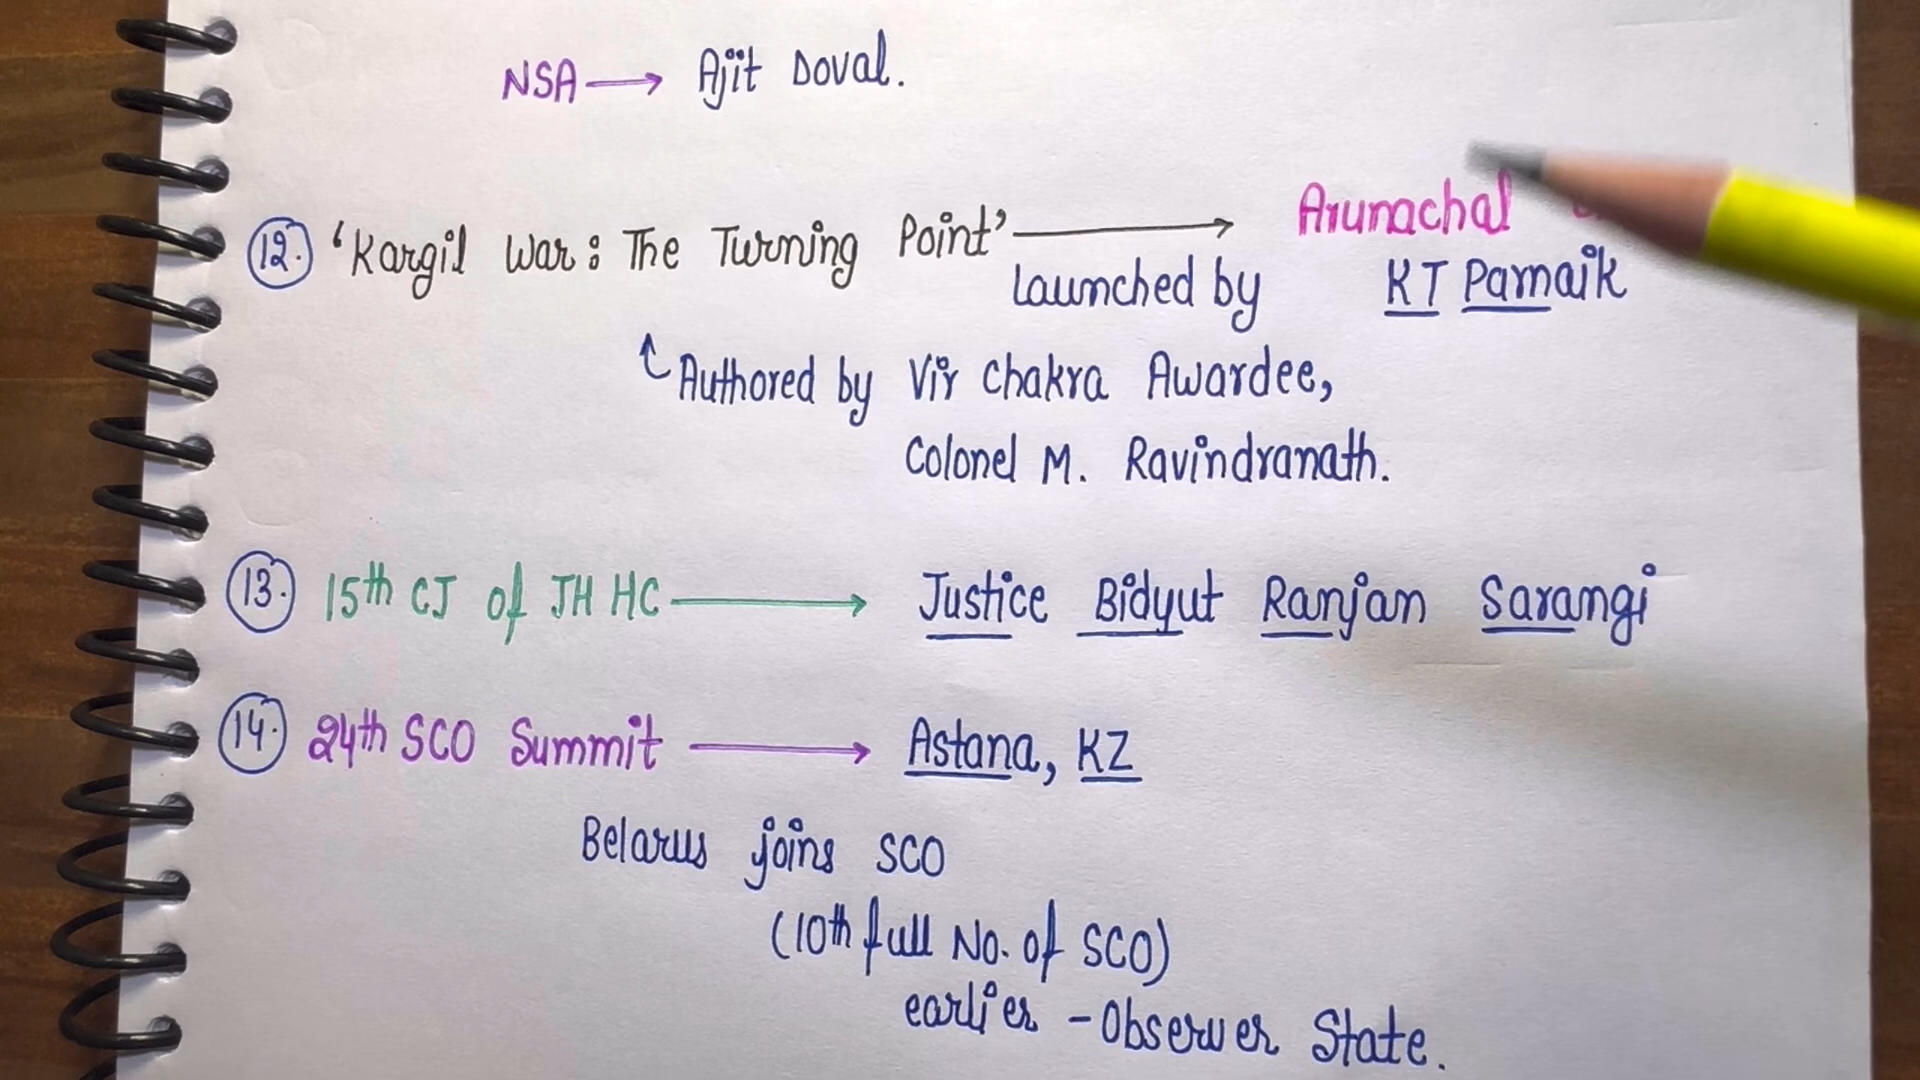 NSA → Ajit Doval.
12. 'Kargil War: The Turning Point' → Arunachal
Launched by KT Parnaik
↑ Authored by Vir Chakra Awardee,
Colonel M. Ravindranath.
13. 15th CJ of JH HC → Justice Bidyut Ranjan Sarangi
14. 24th SCO Summit → Astana, KZ
Belarus joins SCO
(10th full No. of SCO)
earlier - Observer State.